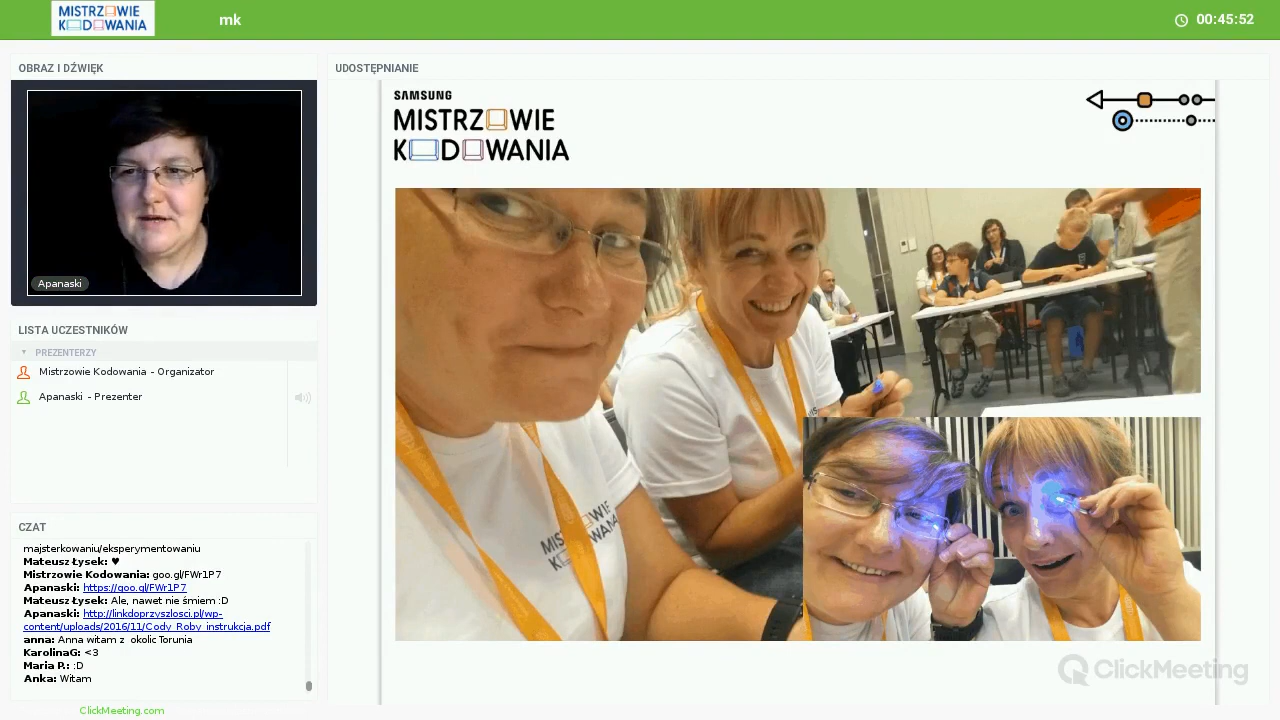 MISTRZOWIE
KODOWANIA
mk
00:45:52
OBRAZ I DŹWIĘK
Apanaski
LISTA UCZESTNIKÓW
PREZENTERZY
Mistrzowie Kodowania - Organizator
Apanaski - Prezenter
CZAT
majsterkowaniu/eksperymentowaniu
Mateusz Łysek: ♥
Mistrzowie Kodowania: goo.gl/FWr1P7
Apanaski: https://goo.gl/FWr1P7
Mateusz Łysek: Ale, nawet nie śmiem :D
Apanaski: http://linkdoprzyszlosci.pl/wp-
content/uploads/2016/11/Cody_Roby_instrukcja.pdf
anna: Anna witam z okolic Torunia
KarolinaG: <3
Maria P.: :D
Anka: Witam
ClickMeeting.com
UDOSTĘPNIANIE
SAMSUNG
MISTRZOWIE
KODOWANIA
ClickMeeting